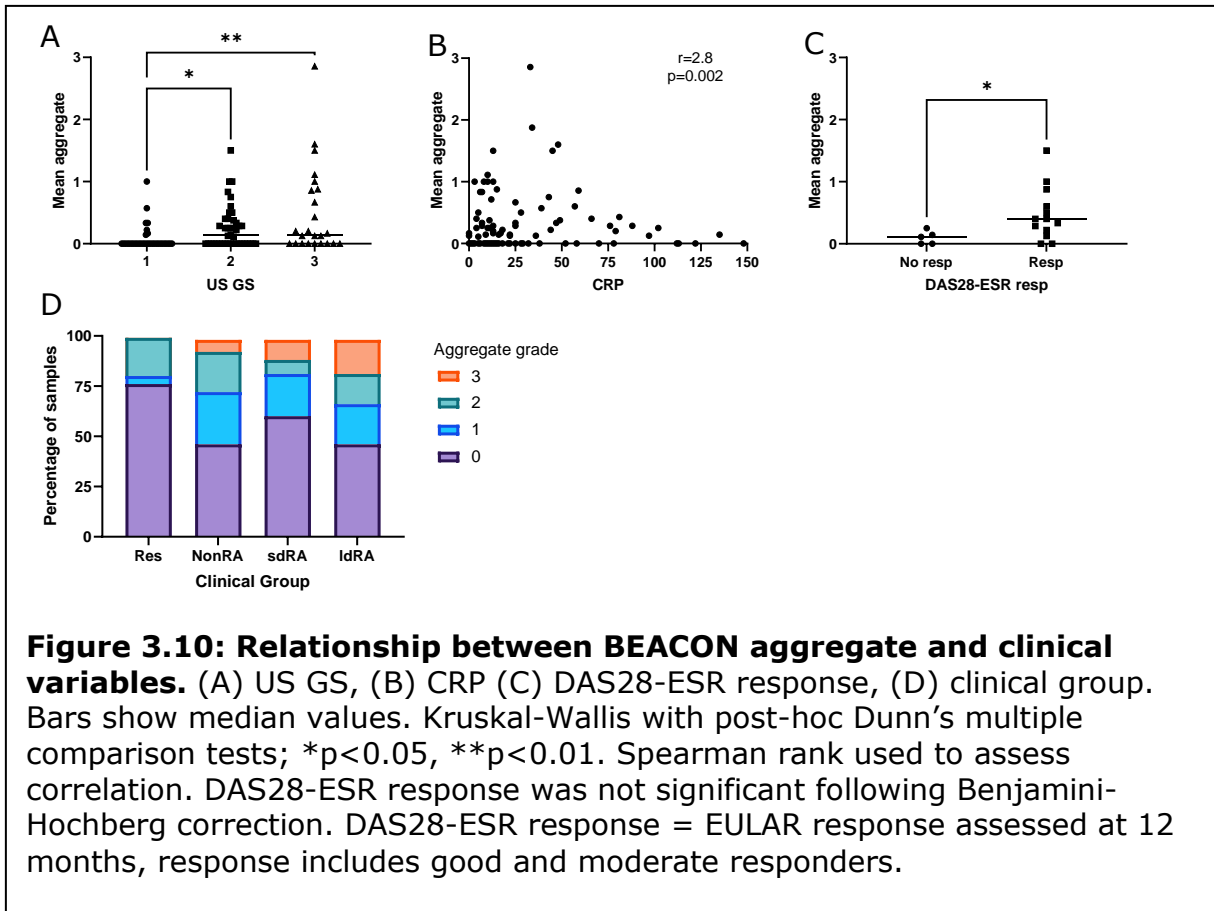 A
**
*
3
2
1
0
Mean aggregate
1 2 3
US GS
B
r=2.8
p=0.002
3
2
1
0
Mean aggregate
0 25 50 75 100 125 150
CRP
C
*
3
2
1
0
Mean aggregate
No resp Resp
DAS28-ESR resp
D
100
75
50
25
0
Percentage of samples
Res NonRA sdRA ldRA
Clinical Group
Aggregate grade
3
2
1
0
Figure 3.10: Relationship between BEACON aggregate and clinical
variables. (A) US GS, (B) CRP (C) DAS28-ESR response, (D) clinical group.
Bars show median values. Kruskal-Wallis with post-hoc Dunn’s multiple
comparison tests; *p<0.05, **p<0.01. Spearman rank used to assess
correlation. DAS28-ESR response was not significant following Benjamini-
Hochberg correction. DAS28-ESR response = EULAR response assessed at 12
months, response includes good and moderate responders.